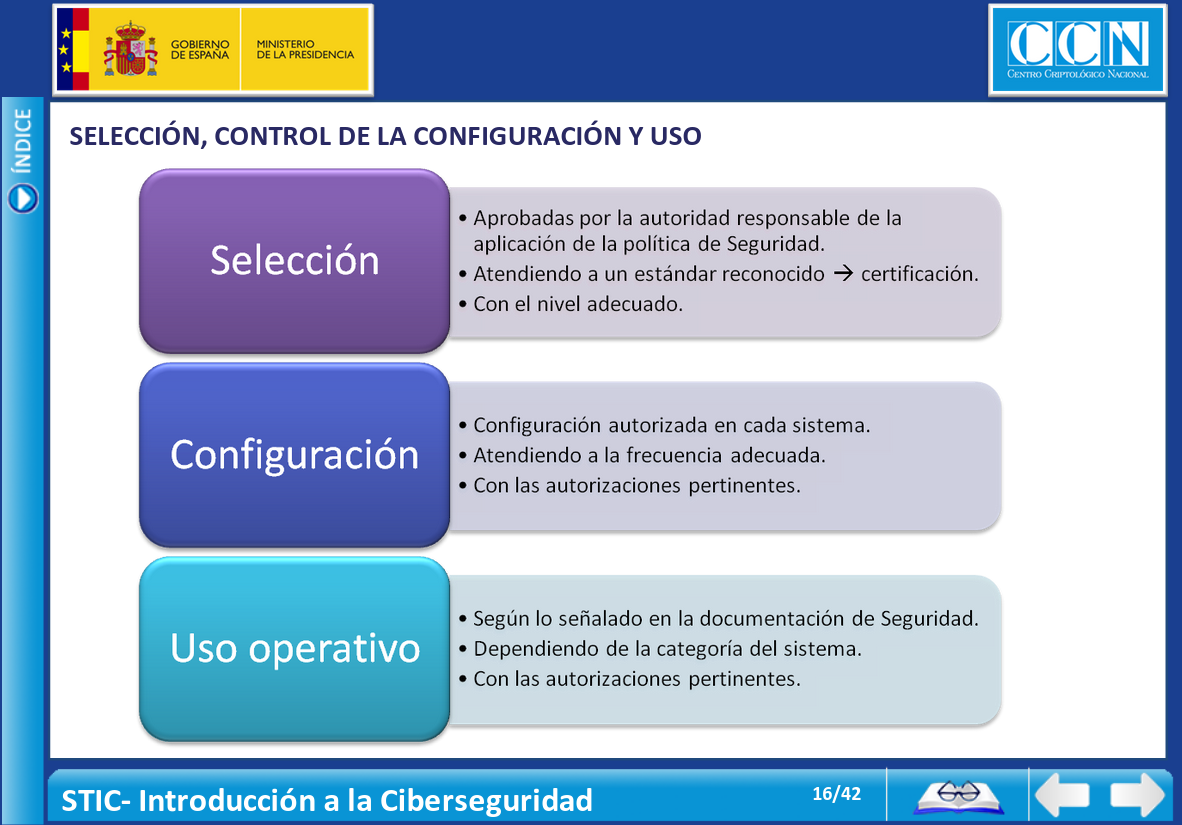 GOBIERNO
DE ESPAÑA
MINISTERIO
DE LA PRESIDENCIA
CCN
CENTRO CRIPTOLÓGICO NACIONAL
ÍNDICE
SELECCIÓN, CONTROL DE LA CONFIGURACIÓN Y USO
Selección
• Aprobadas por la autoridad responsable de la
aplicación de la política de Seguridad.
• Atendiendo a un estándar reconocido → certificación.
• Con el nivel adecuado.
Configuración
• Configuración autorizada en cada sistema.
• Atendiendo a la frecuencia adecuada.
• Con las autorizaciones pertinentes.
Uso operativo
• Según lo señalado en la documentación de Seguridad.
• Dependiendo de la categoría del sistema.
• Con las autorizaciones pertinentes.
STIC- Introducción a la Ciberseguridad
16/42